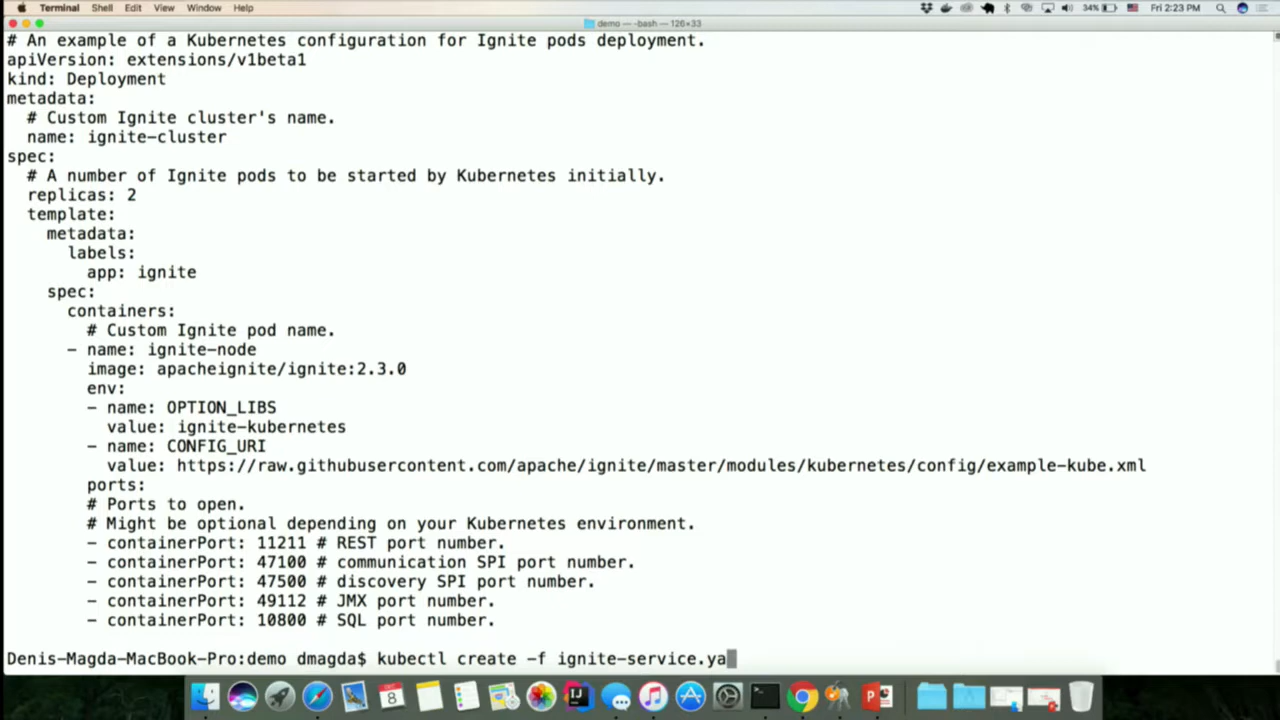 Terminal Shell Edit View Window Help 34% Fri 2:23 PM
demo — -bash — 126×33
# An example of a Kubernetes configuration for Ignite pods deployment.
apiVersion: extensions/v1beta1
kind: Deployment
metadata:
  # Custom Ignite cluster's name.
  name: ignite-cluster
spec:
  # A number of Ignite pods to be started by Kubernetes initially.
  replicas: 2
  template:
    metadata:
      labels:
        app: ignite
    spec:
      containers:
        # Custom Ignite pod name.
      - name: ignite-node
        image: apacheignite/ignite:2.3.0
        env:
        - name: OPTION_LIBS
          value: ignite-kubernetes
        - name: CONFIG_URI
          value: https://raw.githubusercontent.com/apache/ignite/master/modules/kubernetes/config/example-kube.xml
        ports:
        # Ports to open.
        # Might be optional depending on your Kubernetes environment.
        - containerPort: 11211 # REST port number.
        - containerPort: 47100 # communication SPI port number.
        - containerPort: 47500 # discovery SPI port number.
        - containerPort: 49112 # JMX port number.
        - containerPort: 10800 # SQL port number.
Denis-Magda-MacBook-Pro:demo dmagda$ kubectl create -f ignite-service.ya